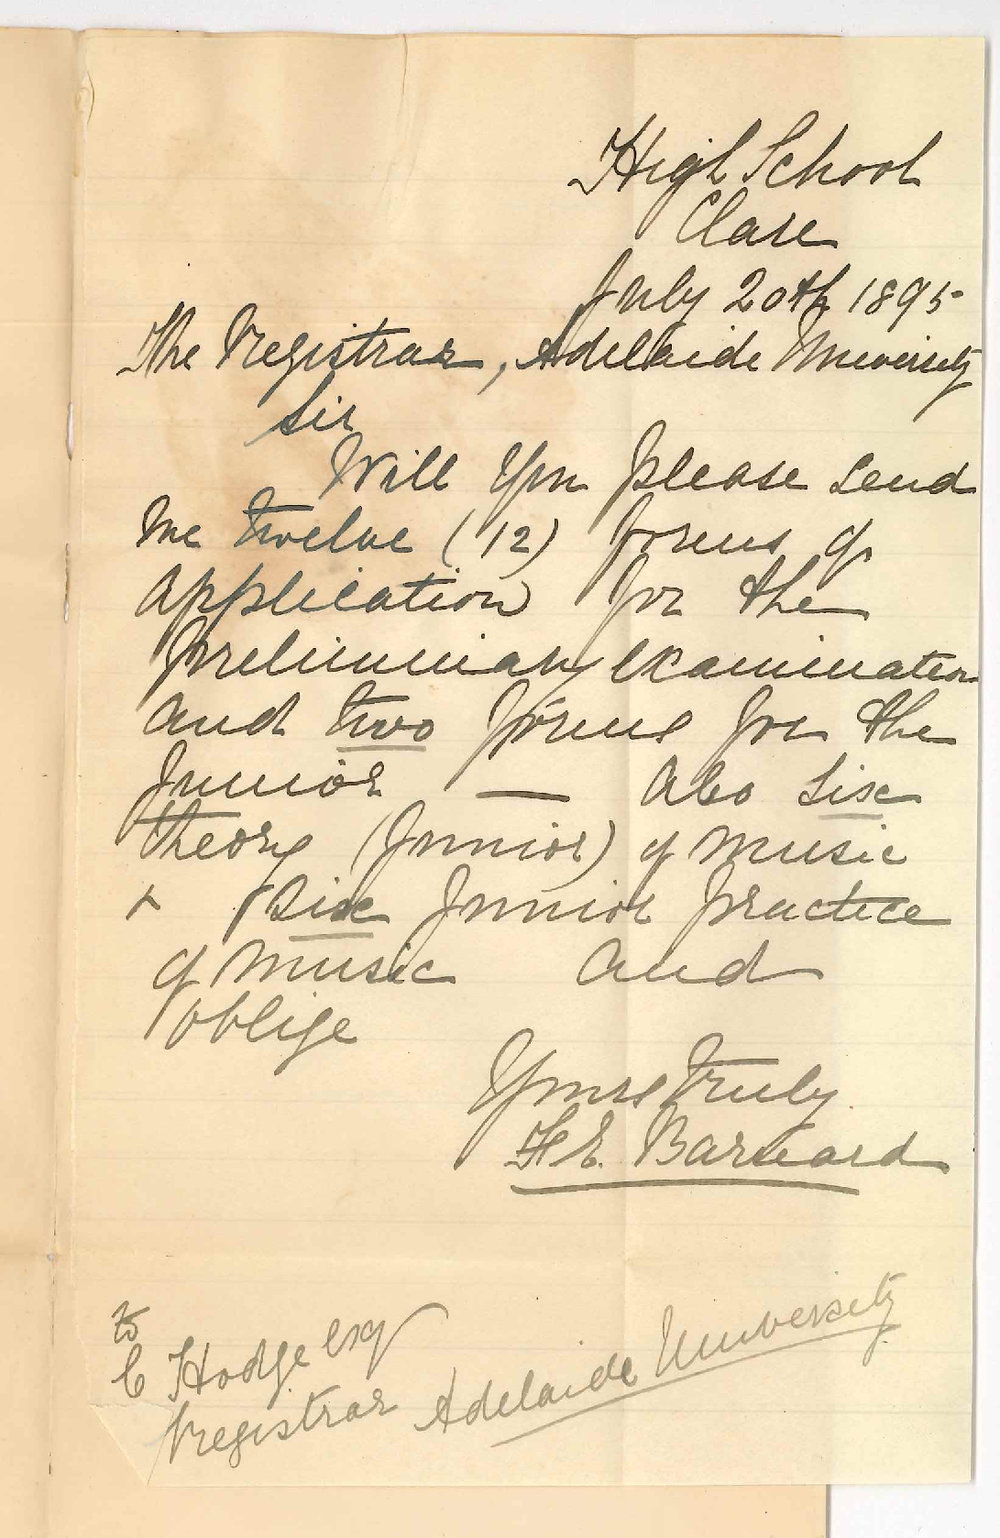 High School
Clare
July 20th 1895
The Registrar, Adelaide University
Sir
Will you please send
me twelve (12) forms of
application for the
preliminary examination
and two forms for the
Junior — also six
theory (Junior) of music
+ six Junior practice
of music and
oblige
Yours truly
H E. Barnard
to
C Hodge Esq
Registrar Adelaide University